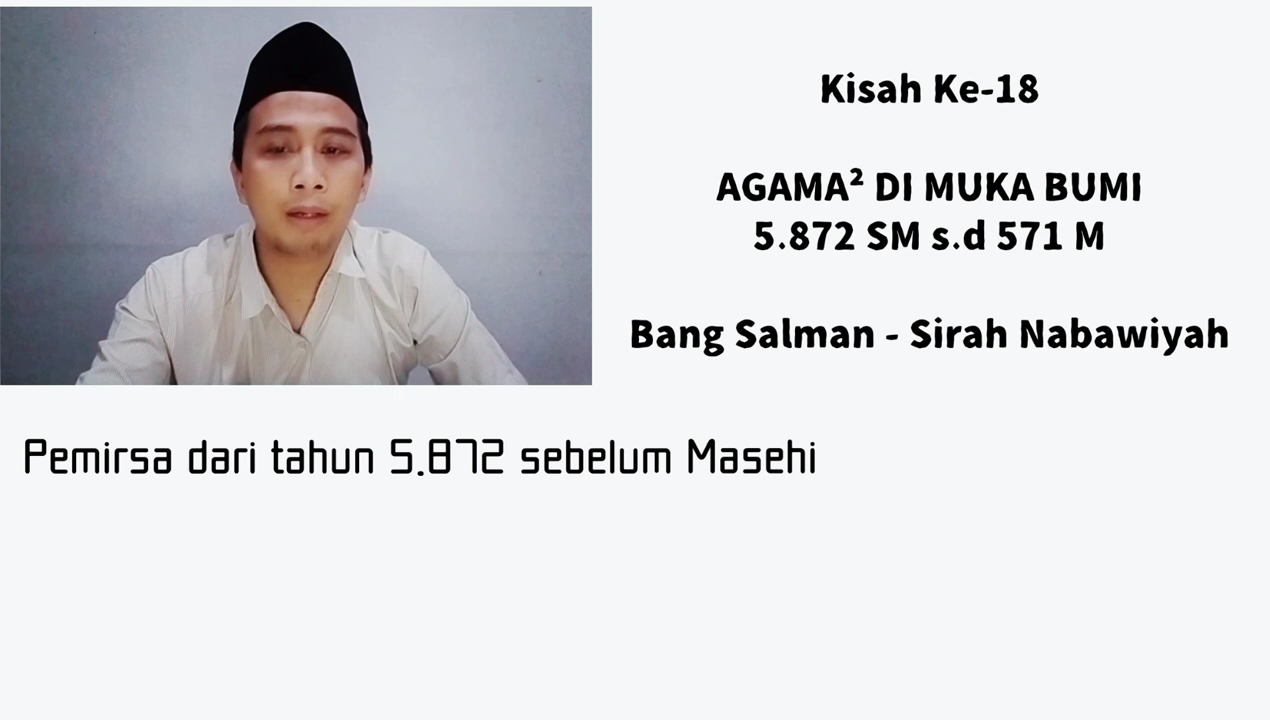 Kisah Ke-18
AGAMA² DI MUKA BUMI
5.872 SM s.d 571 M
Bang Salman - Sirah Nabawiyah
Pemirsa dari tahun 5.872 sebelum Masehi